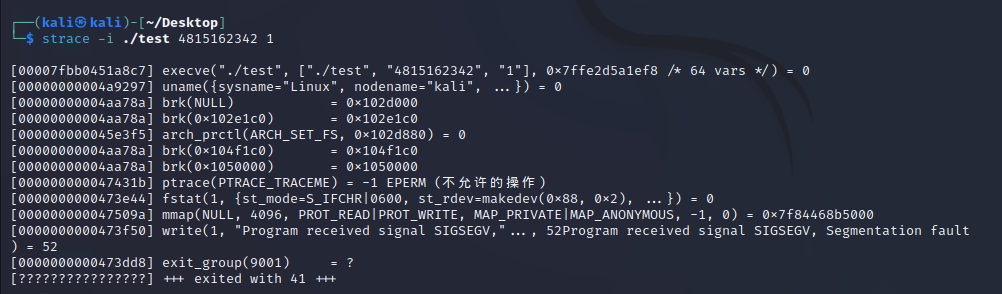 ┌──(kali㉿kali)-[~/Desktop]
└─$ strace -i ./test 4815162342 1
[00007fbb0451a8c7] execve("./test", ["./test", "4815162342", "1"], 0×7ffe2d5a1ef8 /* 64 vars */) = 0
[00000000004a9297] uname({sysname="Linux", nodename="kali", ...}) = 0
[00000000004aa78a] brk(NULL)            = 0×102d000
[00000000004aa78a] brk(0×102e1c0)       = 0×102e1c0
[000000000045e3f5] arch_prctl(ARCH_SET_FS, 0×102d880) = 0
[00000000004aa78a] brk(0×104f1c0)       = 0×104f1c0
[00000000004aa78a] brk(0×1050000)       = 0×1050000
[000000000047431b] ptrace(PTRACE_TRACEME) = -1 EPERM (不允许的操作)
[0000000000473e44] fstat(1, {st_mode=S_IFCHR|0600, st_rdev=makedev(0×88, 0×2), ...}) = 0
[000000000047509a] mmap(NULL, 4096, PROT_READ|PROT_WRITE, MAP_PRIVATE|MAP_ANONYMOUS, -1, 0) = 0×7f84468b5000
[0000000000473f50] write(1, "Program received signal SIGSEGV,"..., 52Program received signal SIGSEGV, Segmentation fault
) = 52
[0000000000473dd8] exit_group(9001)     = ?
[????????????????] +++ exited with 41 +++